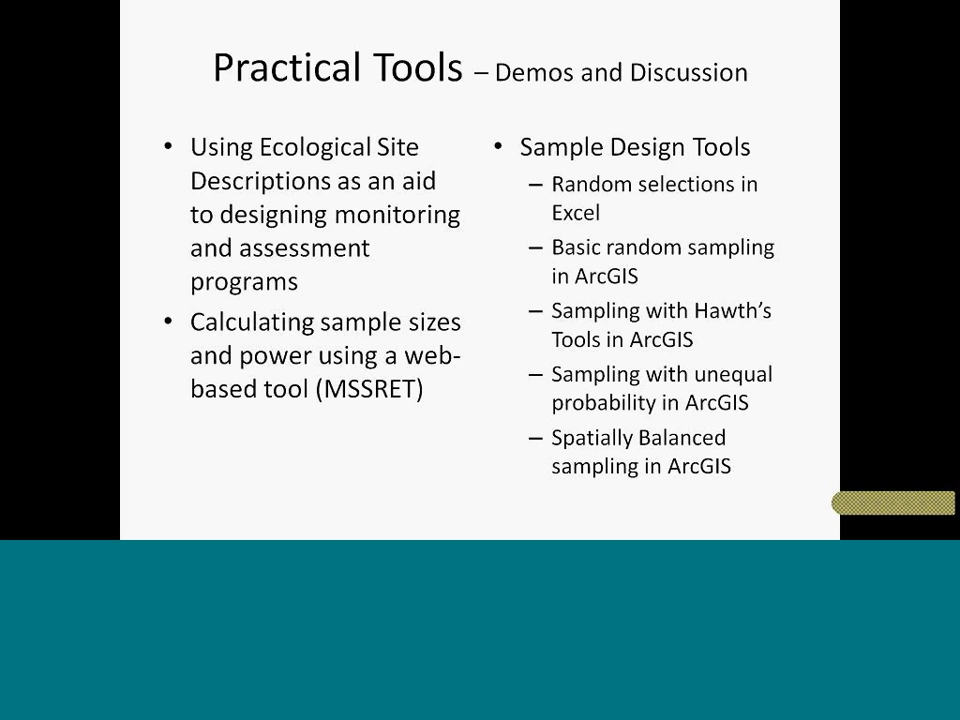 Practical Tools – Demos and Discussion
• Using Ecological Site
Descriptions as an aid
to designing monitoring
and assessment
programs
• Calculating sample sizes
and power using a web-
based tool (MSSRET)
• Sample Design Tools
– Random selections in
Excel
– Basic random sampling
in ArcGIS
– Sampling with Hawth’s
Tools in ArcGIS
– Sampling with unequal
probability in ArcGIS
– Spatially Balanced
sampling in ArcGIS